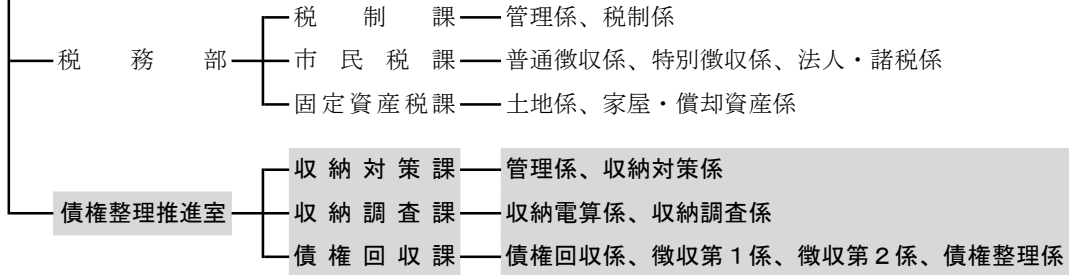 税制課 管理係、税制係
税務部 市民税課 普通徴収係、特別徴収係、法人・諸税係
固定資産税課 土地係、家屋・償却資産係
収納対策課 管理係、収納対策係
債権整理推進室 収納調査課 収納電算係、収納調査係
債権回収課 債権回収係、徴収第１係、徴収第２係、債権整理係